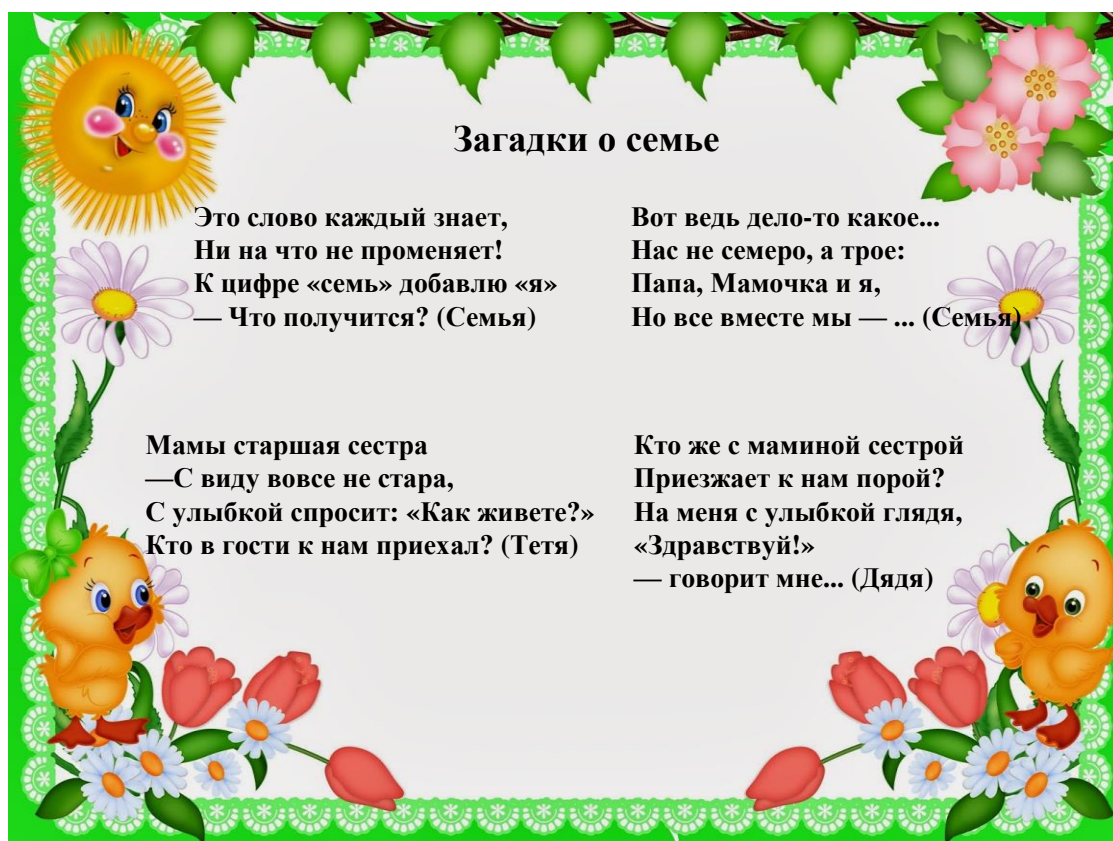 Загадки о семье
Это слово каждый знает,
Ни на что не променяет!
К цифре «семь» добавлю «я»
— Что получится? (Семья)
Вот ведь дело-то какое...
Нас не семеро, а трое:
Папа, Мамочка и я,
Но все вместе мы — ... (Семья)
Мамы старшая сестра
—С виду вовсе не стара,
С улыбкой спросит: «Как живете?»
Кто в гости к нам приехал? (Тетя)
Кто же с маминой сестрой
Приезжает к нам порой?
На меня с улыбкой глядя,
«Здравствуй!»
— говорит мне... (Дядя)